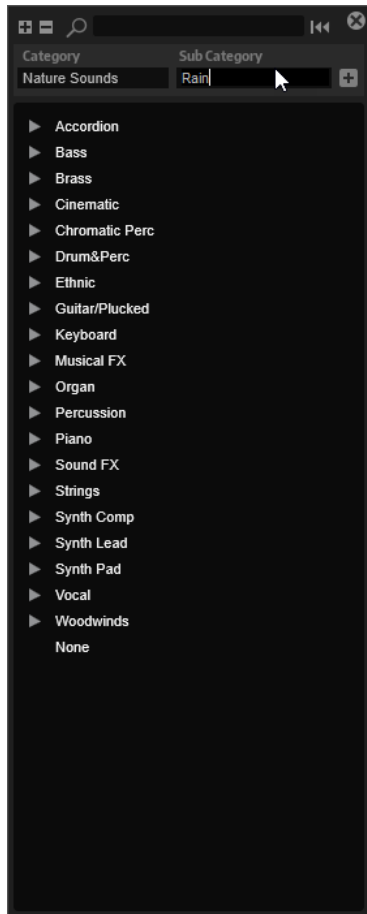 Category Sub Category
Nature Sounds Rain
Accordion
Bass
Brass
Cinematic
Chromatic Perc
Drum&Perc
Ethnic
Guitar/Plucked
Keyboard
Musical FX
Organ
Percussion
Piano
Sound FX
Strings
Synth Comp
Synth Lead
Synth Pad
Vocal
Woodwinds
None